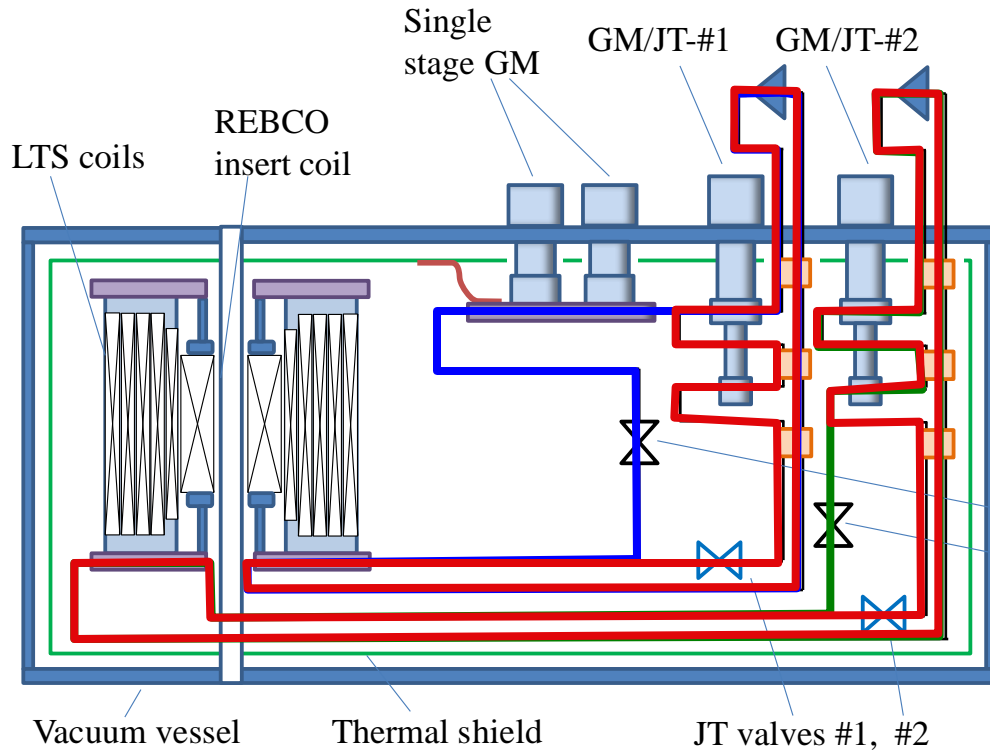 Single
stage GM
GM/JT-#1
GM/JT-#2
LTS coils
REBCO
insert coil
Vacuum vessel
Thermal shield
JT valves #1, #2